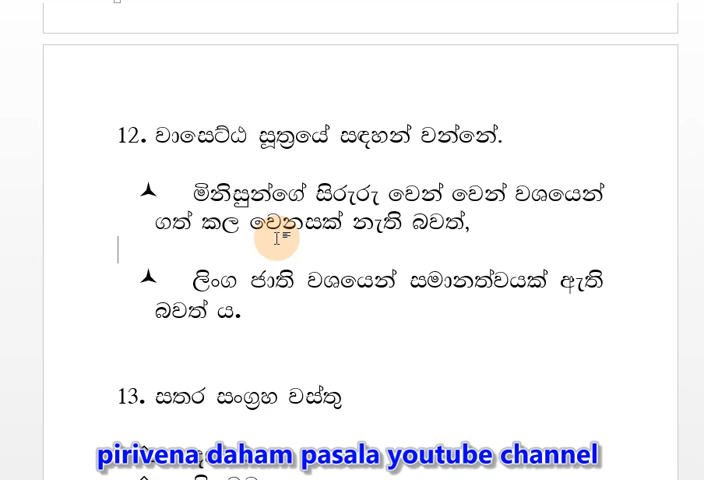 12. වාසෙට්ඨ සූත්‍රයේ සඳහන් වන්නේ.
මිනිසුන්ගේ සිරුරු වෙන් වෙන් වශයෙන්
ගත් කල වෙනසක් නැති බවත්,
ලිංග ජාති වශයෙන් සමානත්වයක් ඇති
බවත් ය.
13. සතර සංග්‍රහ වස්තු
pirivena daham pasala youtube channel